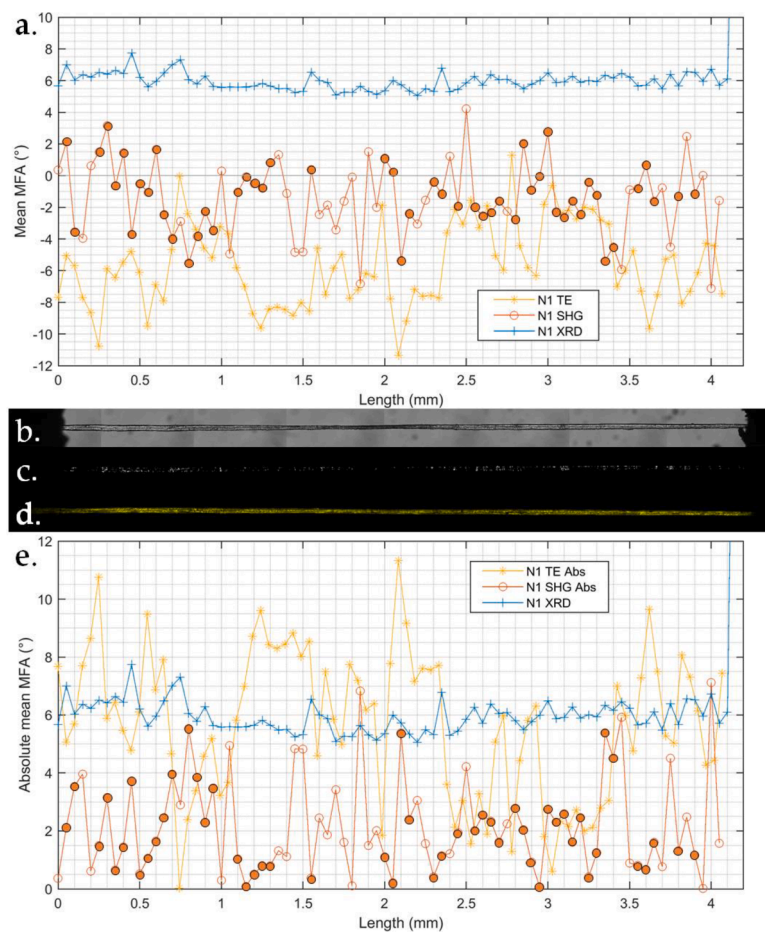 a.
10
8
6
4
2
0
-2
-4
-6
-8
-10
-12
Mean MFA (°)
N1 TE
N1 SHG
N1 XRD
0 0.5 1 1.5 2 2.5 3 3.5 4
Length (mm)
b.
c.
d.
e.
12
10
8
6
4
2
0
Absolute mean MFA (°)
N1 TE Abs
N1 SHG Abs
N1 XRD
0 0.5 1 1.5 2 2.5 3 3.5 4
Length (mm)